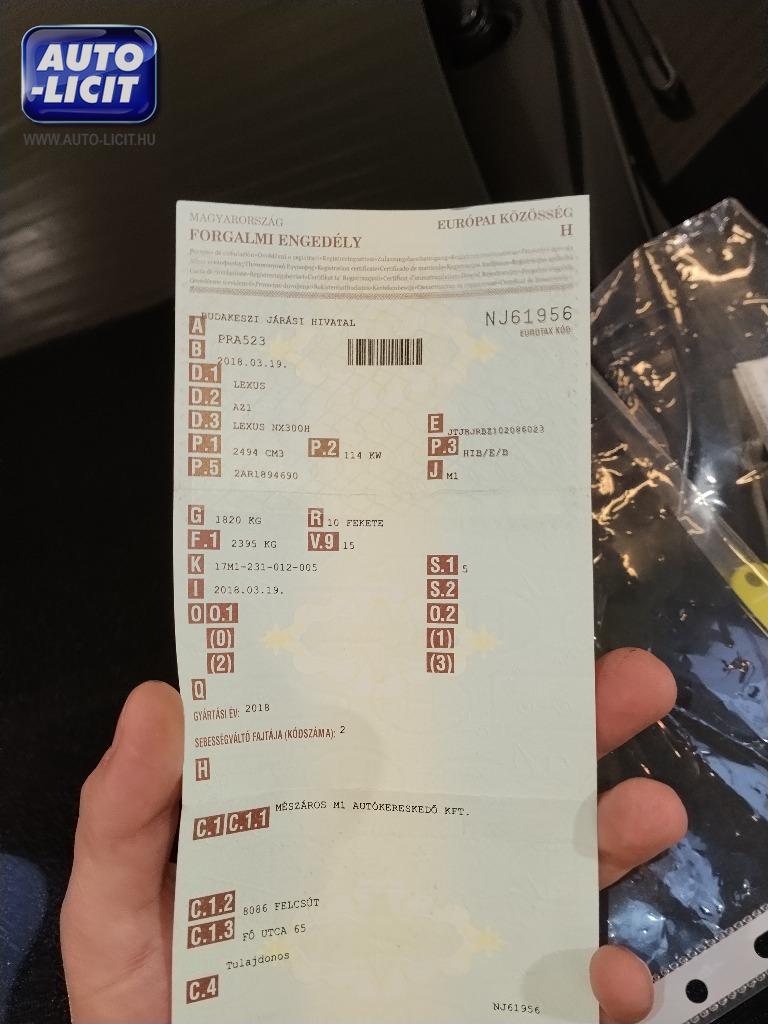 AUTO
-LICIT
WWW.AUTO-LICIT.HU
MAGYARORSZÁG EURÓPAI KÖZÖSSÉG
FORGALMI ENGEDÉLY H
A BUDAKESZI JÁRÁSI HIVATAL NJ61956
EUROTAX KÓD:
B PRA523
2018.03.19.
D.1 LEXUS
D.2 AZ1
D.3 LEXUS NX300H E JTJRJRBZ102086023
P.1 2494 CM3 P.2 114 KW P.3 HIB/E/B
P.5 2AR1894690 J M1
G 1820 KG R 10 FEKETE
F.1 2395 KG V.9 15
K 17M1-231-012-005 S.1 5
I 2018.03.19. S.2
O O.1 O.2
(0) (1)
(2) (3)
Q
GYÁRTÁSI ÉV: 2018
SEBESSÉGVÁLTÓ FAJTÁJA (KÓDSZÁMA): 2
H
C.1 C.1.1 MÉSZÁROS M1 AUTÓKERESKEDŐ KFT.
C.1.2 8086 FELCSÚT
C.1.3 FŐ UTCA 65
Tulajdonos
C.4
NJ61956